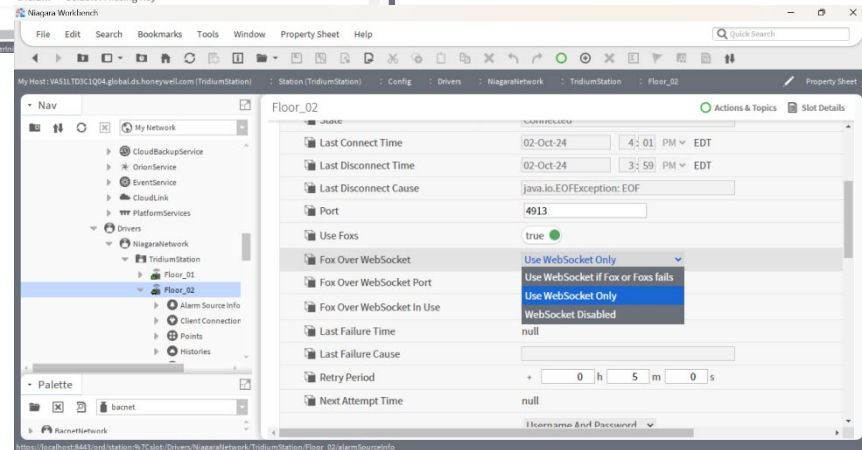 Niagara Workbench
File Edit Search Bookmarks Tools Window Property Sheet Help
Quick Search
My Host : VA51LTD3C1Q04.global.ds.honeywell.com (TridiumStation) : Station (TridiumStation) : Config : Drivers : NiagaraNetwork : TridiumStation : Floor_02 Property Sheet
Nav
My Network
CloudBackupService
OrionService
EventService
CloudLink
PlatformServices
Drivers
NiagaraNetwork
TridiumStation
Floor_01
Floor_02
Alarm Source Info
Client Connection
Points
Histories
Palette
bacnet
BacnetNetwork
Floor_02 Actions & Topics Slot Details
State Connected
Last Connect Time 02-Oct-24 4: 01 PM EDT
Last Disconnect Time 02-Oct-24 3: 59 PM EDT
Last Disconnect Cause java.io.EOFException: EOF
Port 4913
Use Foxs true
Fox Over WebSocket Use WebSocket Only
Use WebSocket if Fox or Foxs fails
Fox Over WebSocket Port
Use WebSocket Only
Fox Over WebSocket In Use
WebSocket Disabled
Last Failure Time null
Last Failure Cause
Retry Period + 0 h 5 m 0 s
Next Attempt Time null
Username And Password
https://localhost:8443/ord/station:%7Cslot:/Drivers/NiagaraNetwork/TridiumStation/Floor_02/alarmSourceInfo